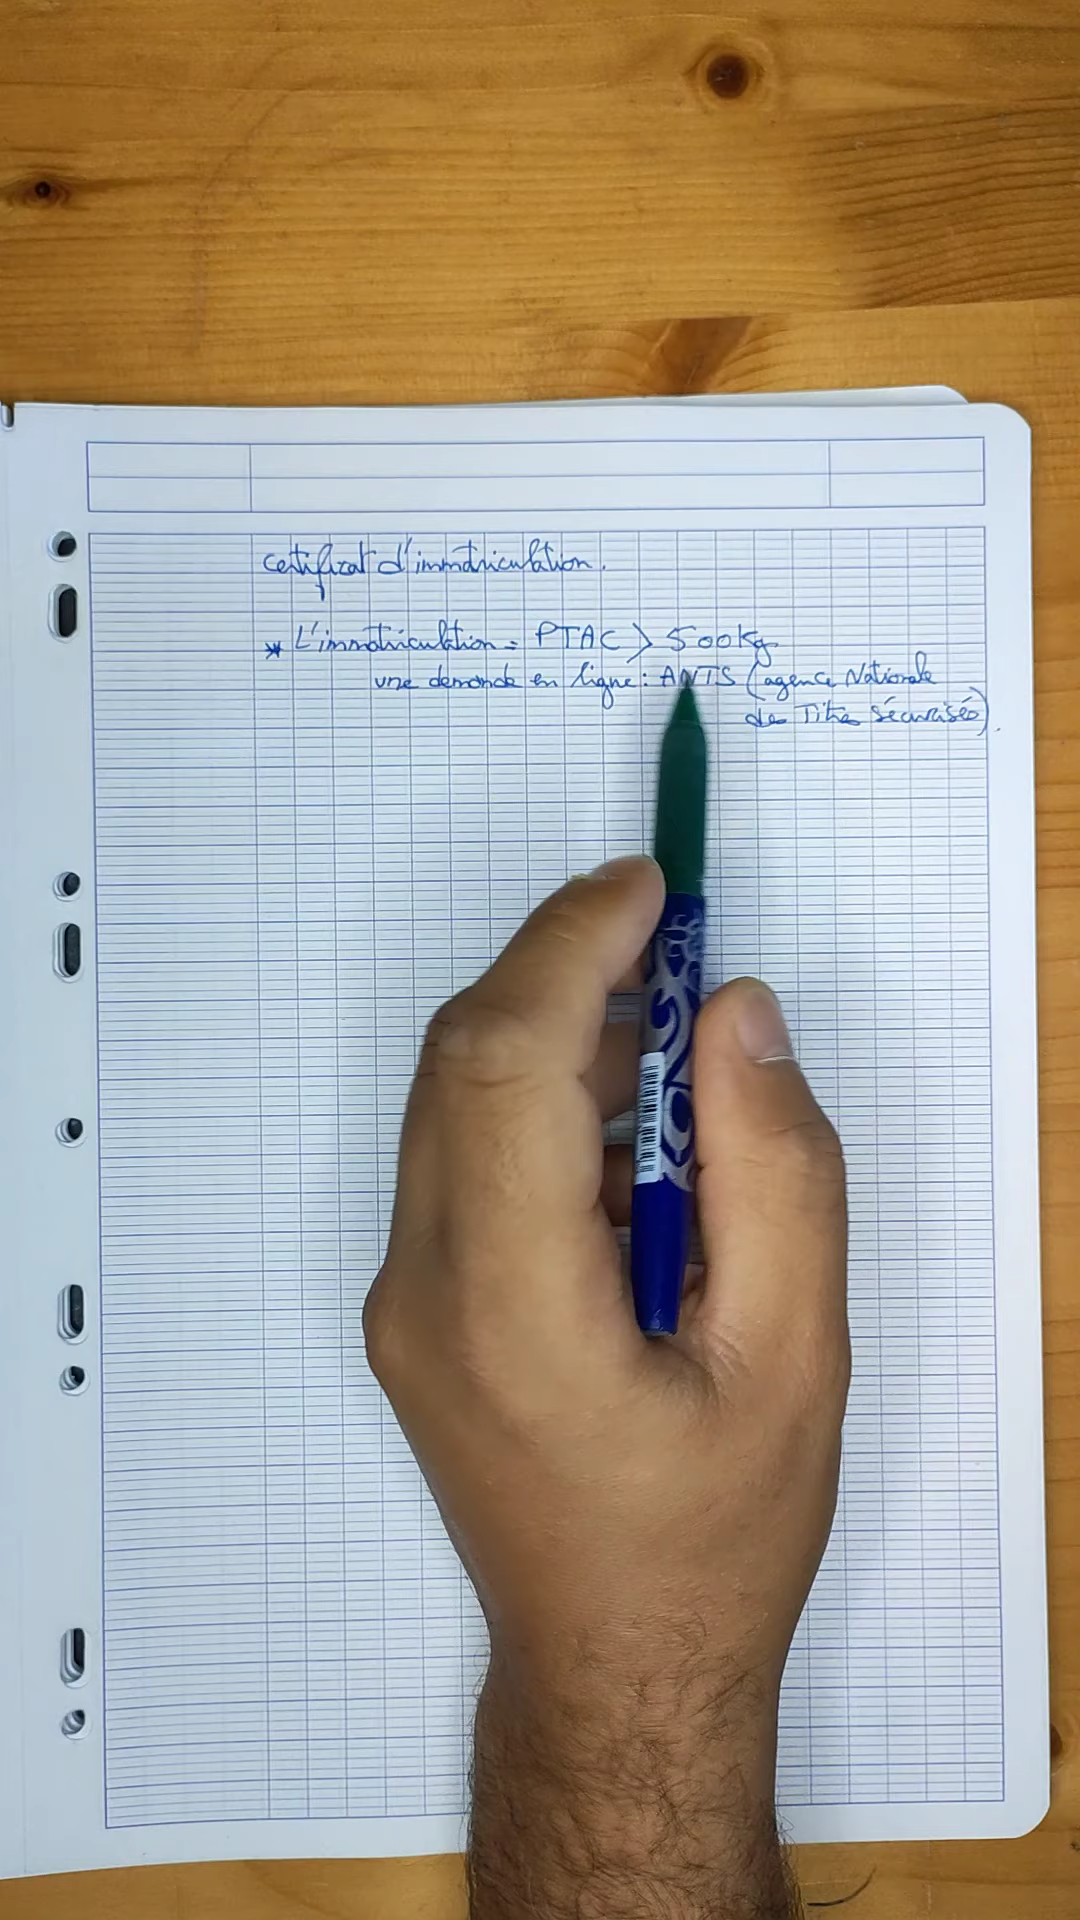 certificat d'immatriculation.
* L'immatriculation = PTAC > 500kg
une demande en ligne : ANTS (agence Nationale
des Titres sécurisés).